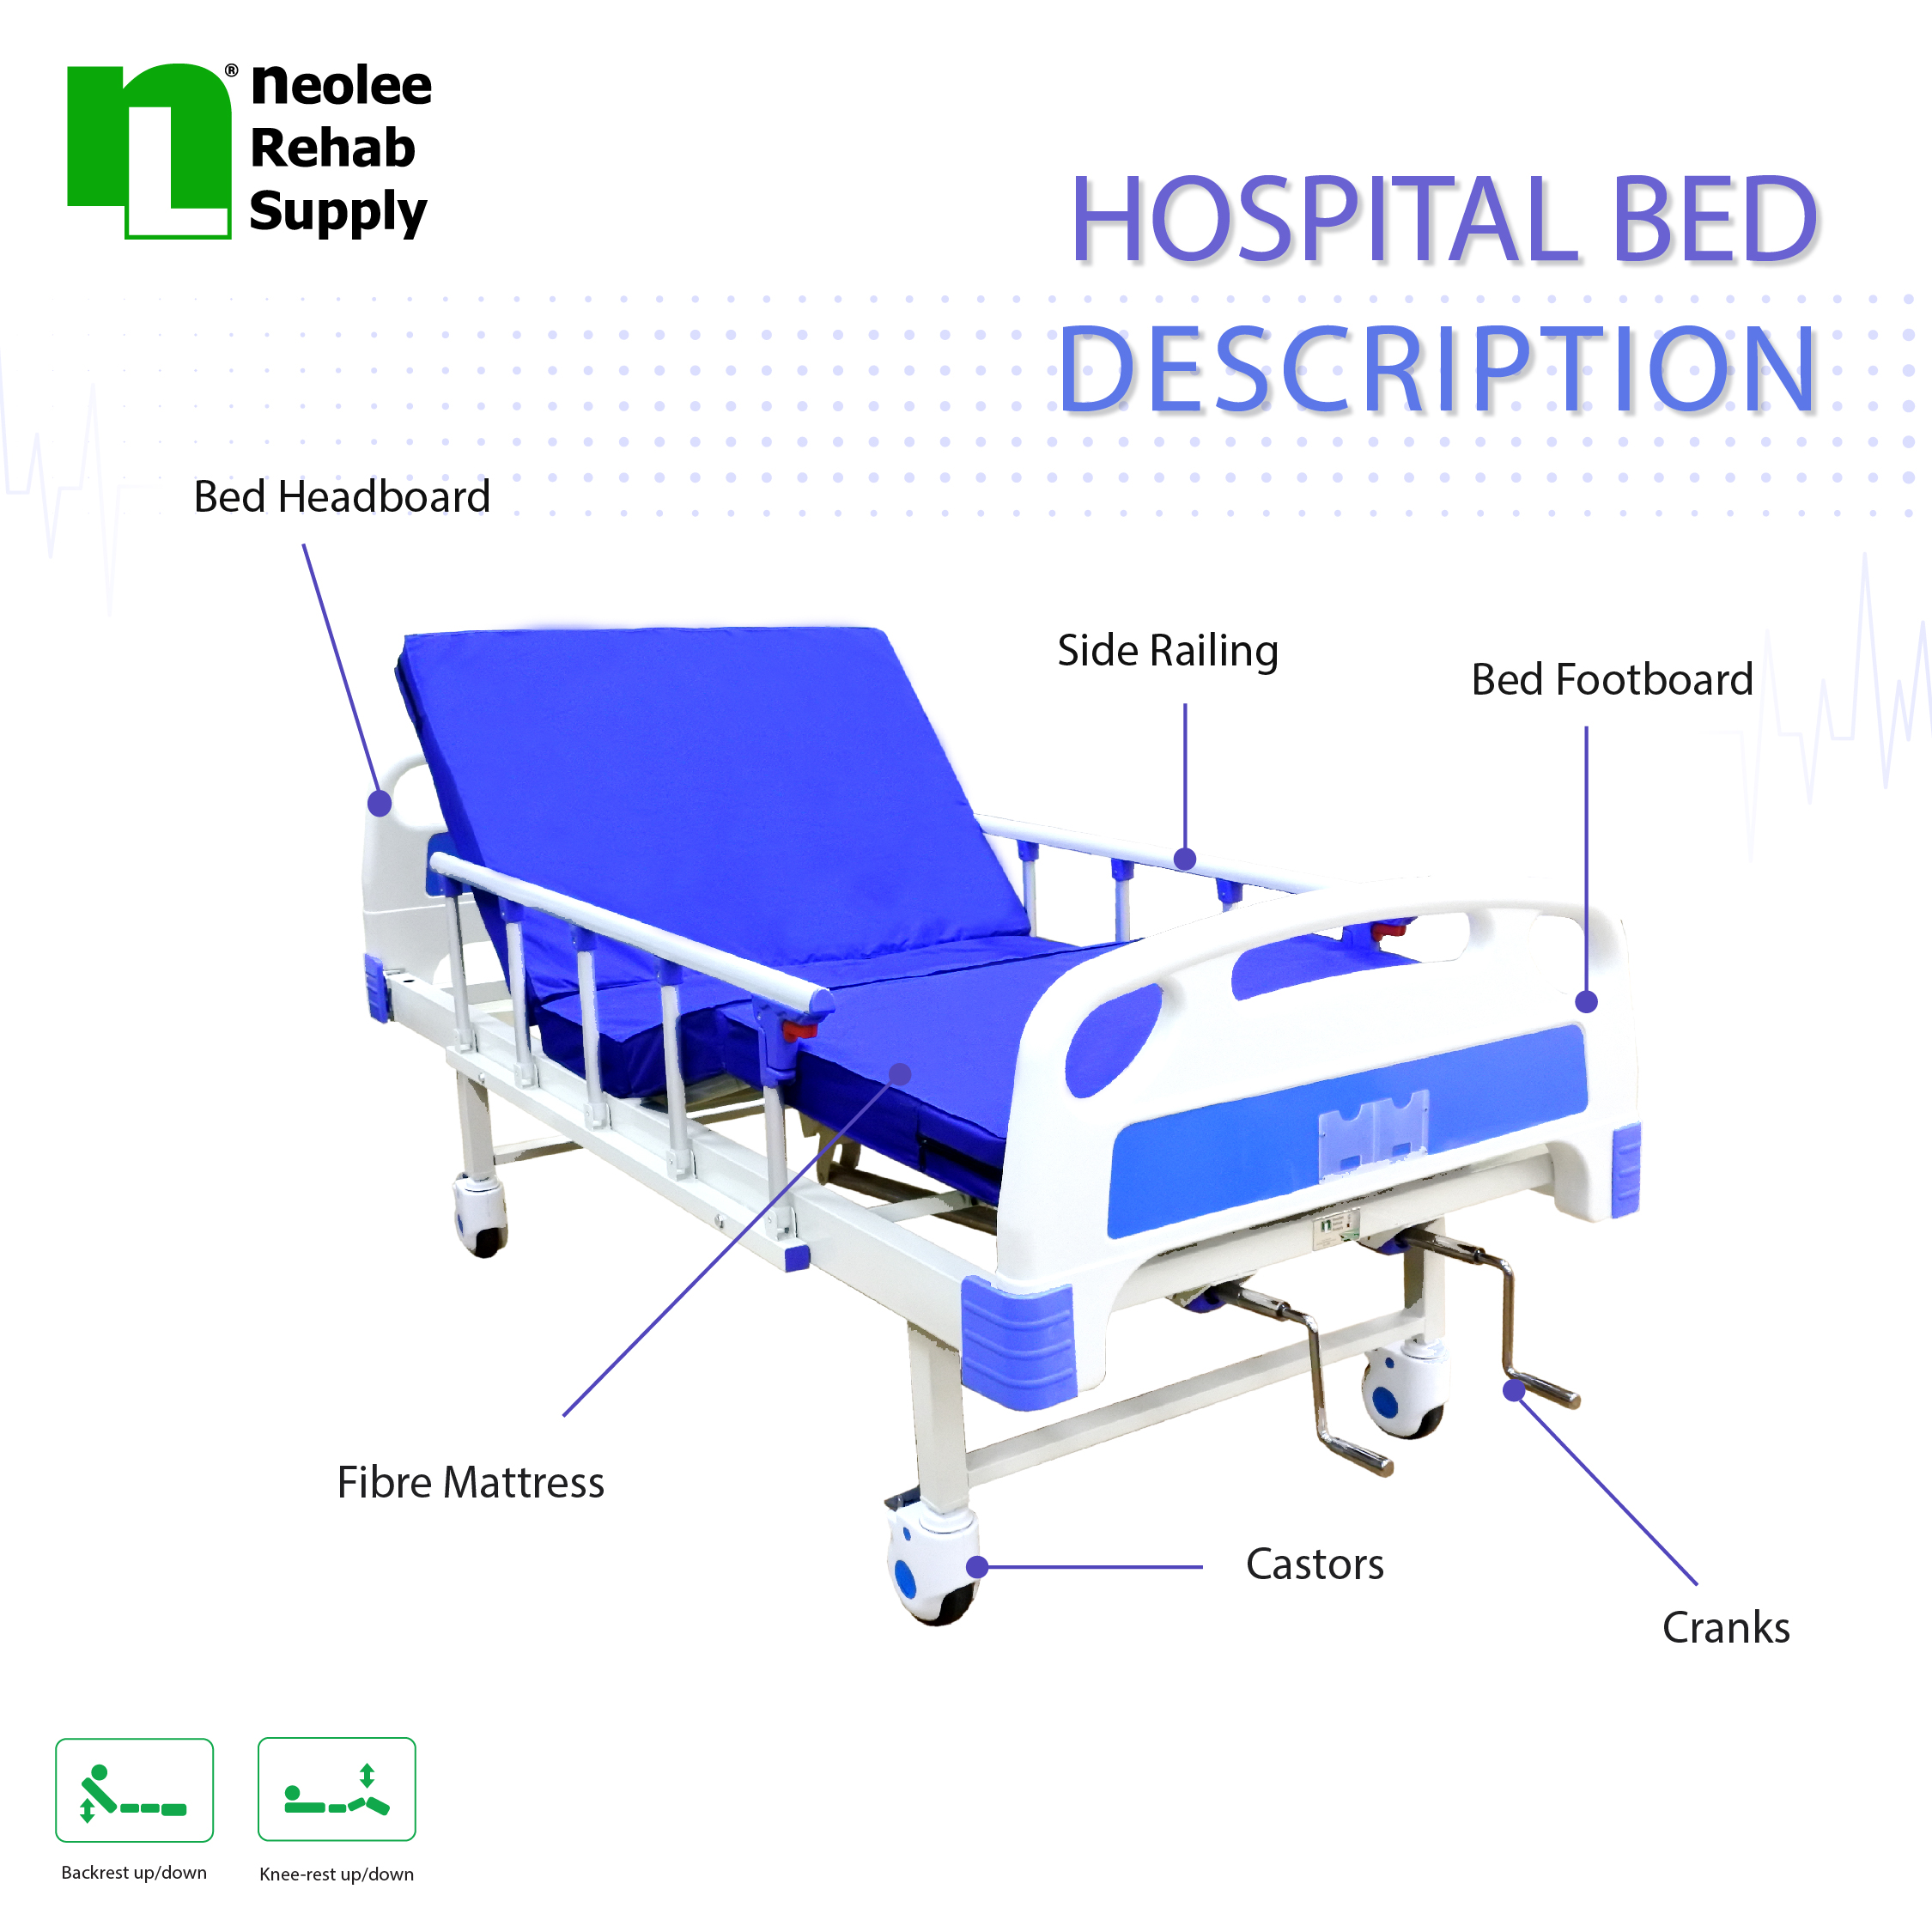 neolee
Rehab
Supply
®
HOSPITAL BED
DESCRIPTION
Bed Headboard
Side Railing
Bed Footboard
Fibre Mattress
Castors
Cranks
Backrest up/down
Knee-rest up/down